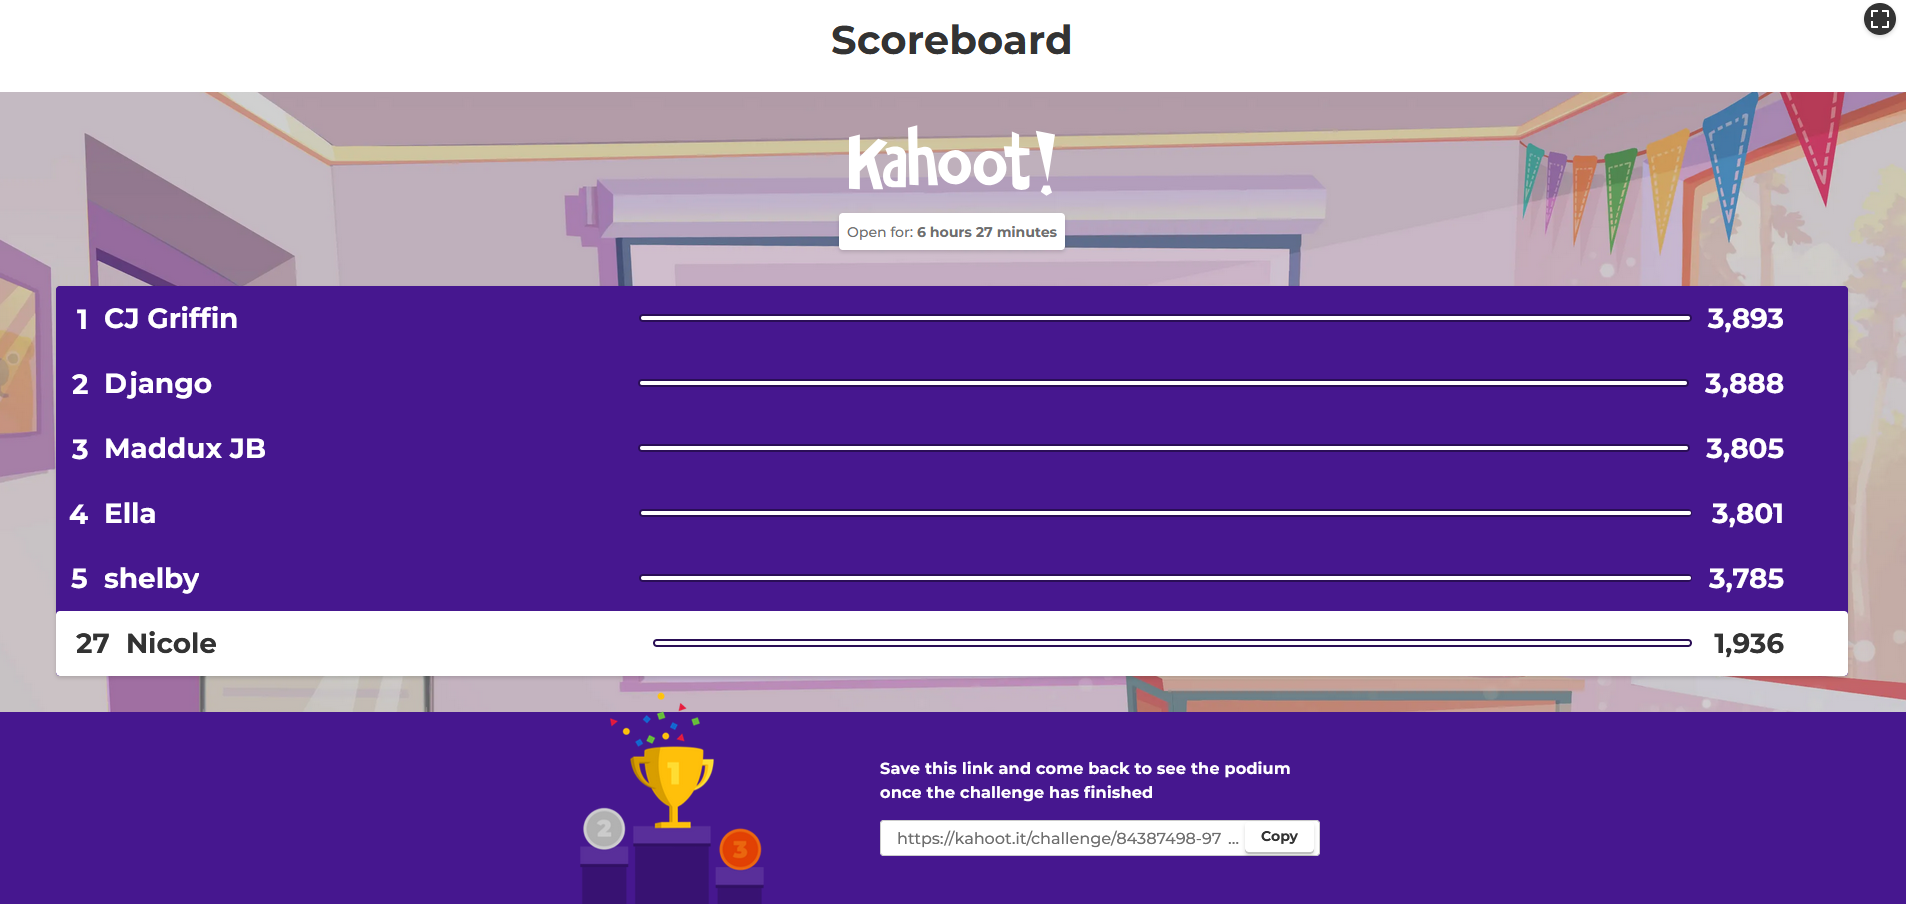 Scoreboard
Kahoot!
Open for: 6 hours 27 minutes
1 CJ Griffin 3,893
2 Django 3,888
3 Maddux JB 3,805
4 Ella 3,801
5 shelby 3,785
27 Nicole 1,936
1
2
3
Save this link and come back to see the podium
once the challenge has finished
https://kahoot.it/challenge/84387498-97 ... Copy